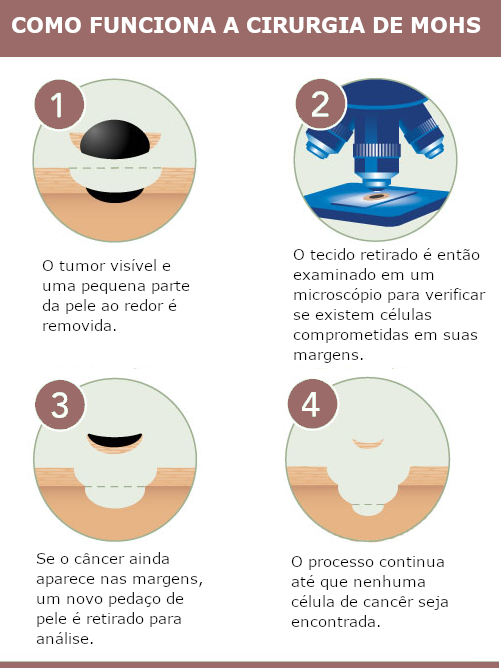 COMO FUNCIONA A CIRURGIA DE MOHS
1
O tumor visível e
uma pequena parte
da pele ao redor é
removida.
2
O tecido retirado é então
examinado em um
microscópio para verificar
se existem células
comprometidas em suas
margens.
3
Se o câncer ainda
aparece nas margens,
um novo pedaço de
pele é retirado para
análise.
4
O processo continua
até que nenhuma
célula de cancêr seja
encontrada.